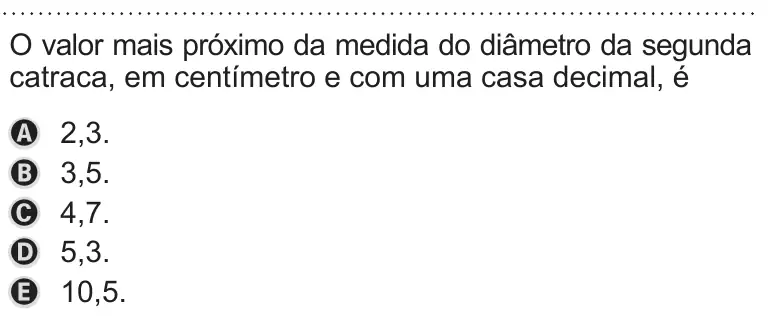 O valor mais próximo da medida do diâmetro da segunda
catraca, em centímetro e com uma casa decimal, é
A 2,3.
B 3,5.
C 4,7.
D 5,3.
E 10,5.